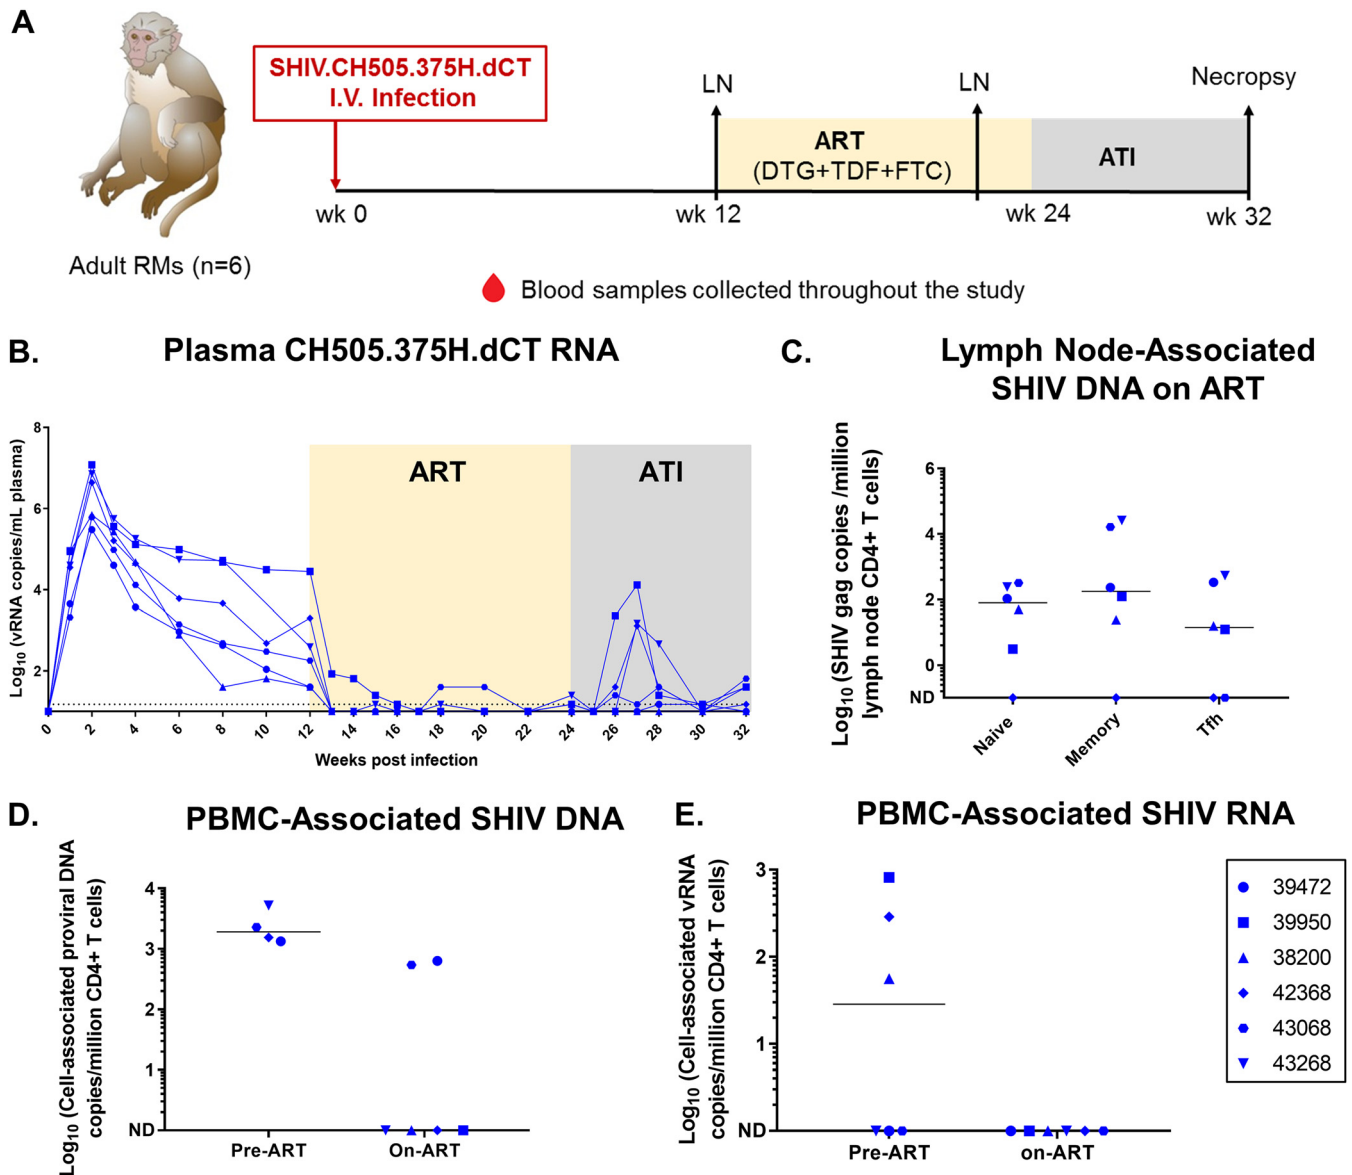 A
SHIV.CH505.375H.dCT
I.V. Infection
LN
LN
Necropsy
ART
(DTG+TDF+FTC)
ATI
wk 0
wk 12
wk 24
wk 32
Adult RMs (n=6)
Blood samples collected throughout the study
B.
Plasma CH505.375H.dCT RNA
Log10 (vRNA copies/mL plasma)
8
6
4
2
ART
ATI
0 2 4 6 8 10 12 14 16 18 20 22 24 26 28 30 32
Weeks post infection
C.
Lymph Node-Associated
SHIV DNA on ART
Log10 (SHIV gag copies /million
lymph node CD4+ T cells)
6
4
2
0
ND
Naive
Memory
Tfh
D.
PBMC-Associated SHIV DNA
Log10 (Cell-associated proviral DNA
copies/million CD4+ T cells)
4
3
2
1
ND
Pre-ART
On-ART
E.
PBMC-Associated SHIV RNA
Log10 (Cell-associated vRNA
copies/million CD4+ T cells)
3
2
1
ND
Pre-ART
on-ART
39472
39950
38200
42368
43068
43268